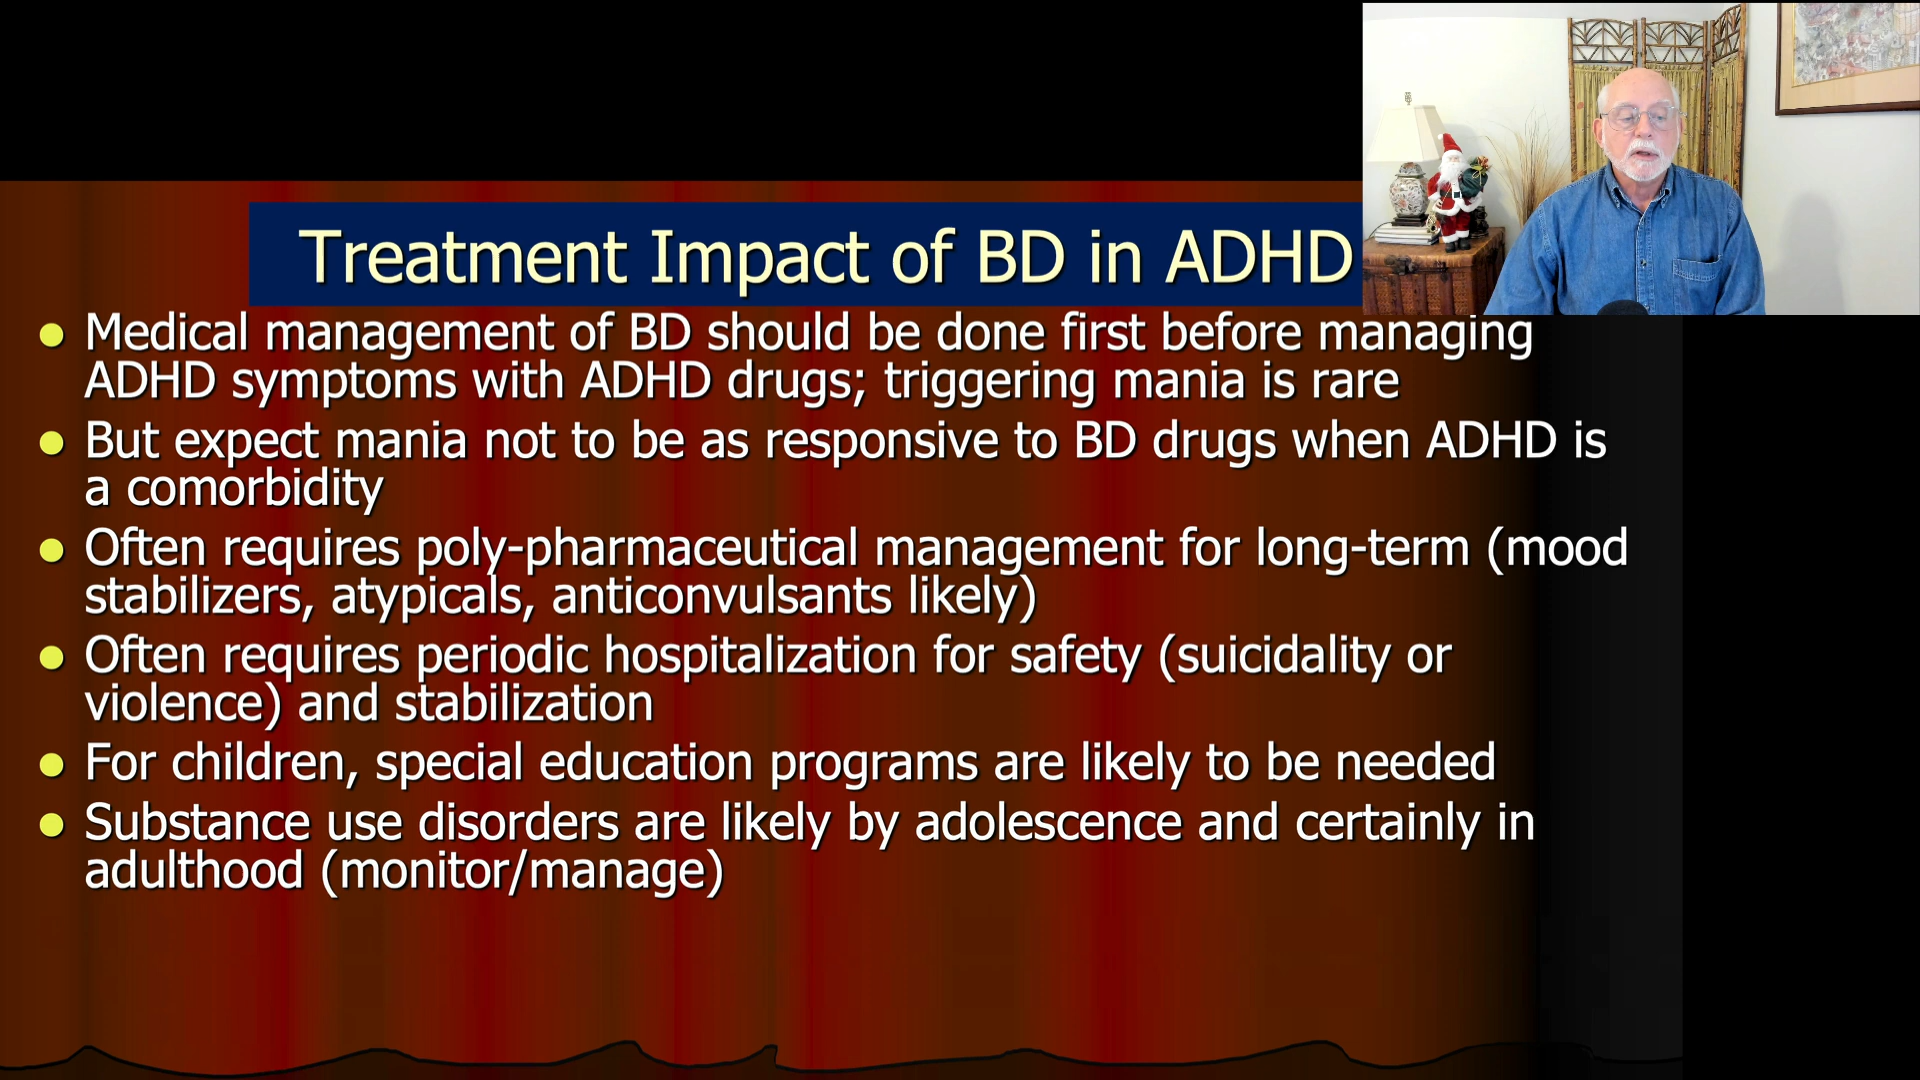 Treatment Impact of BD in ADHD
Medical management of BD should be done first before managing
ADHD symptoms with ADHD drugs; triggering mania is rare
But expect mania not to be as responsive to BD drugs when ADHD is
a comorbidity
Often requires poly-pharmaceutical management for long-term (mood
stabilizers, atypicals, anticonvulsants likely)
Often requires periodic hospitalization for safety (suicidality or
violence) and stabilization
For children, special education programs are likely to be needed
Substance use disorders are likely by adolescence and certainly in
adulthood (monitor/manage)